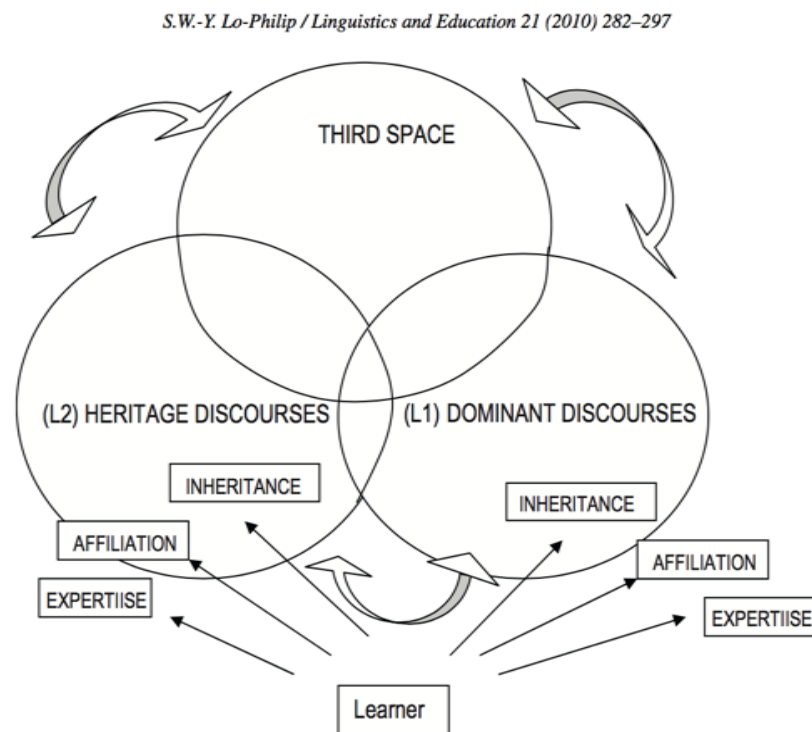 S.W.-Y. Lo-Philip / Linguistics and Education 21 (2010) 282–297
THIRD SPACE
(L2) HERITAGE DISCOURSES
(L1) DOMINANT DISCOURSES
INHERITANCE
INHERITANCE
AFFILIATION
AFFILIATION
EXPERTIISE
EXPERTIISE
Learner